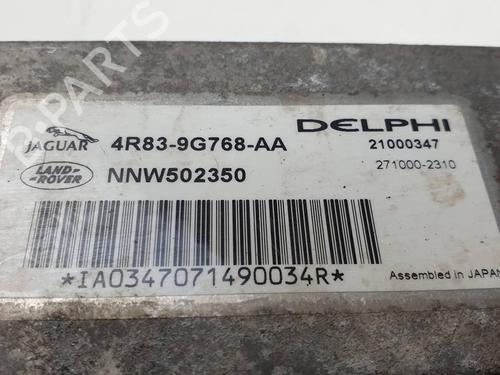 JAGUAR 4R83-9G768-AA DELPHI
21000347
LAND-ROVER NNW502350 271000-2310
*IA0347071490034R*
Assembled in JAPAN
B-PARTS